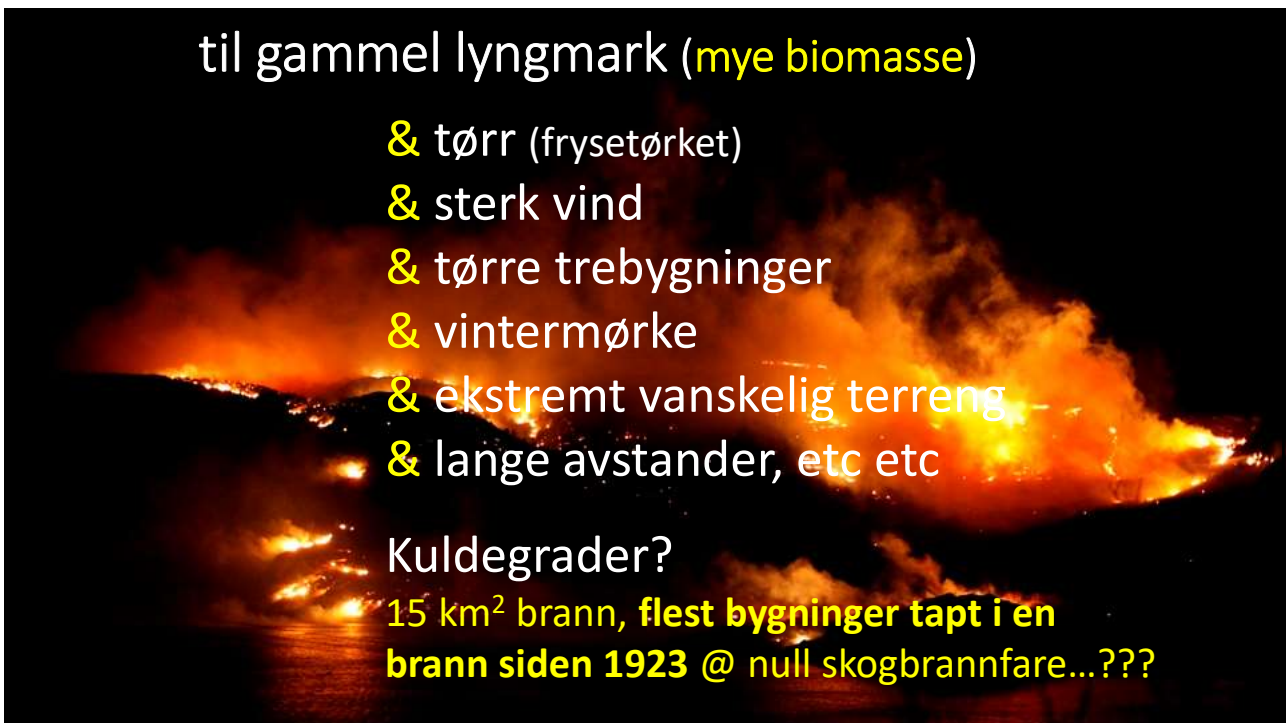 til gammel lyngmark (mye biomasse)
& tørr (frysetørket)
& sterk vind
& tørre trebygninger
& vintermørke
& ekstremt vanskelig terreng
& lange avstander, etc etc
Kuldegrader?
15 km² brann, flest bygninger tapt i en
brann siden 1923 @ null skogbrannfare...???